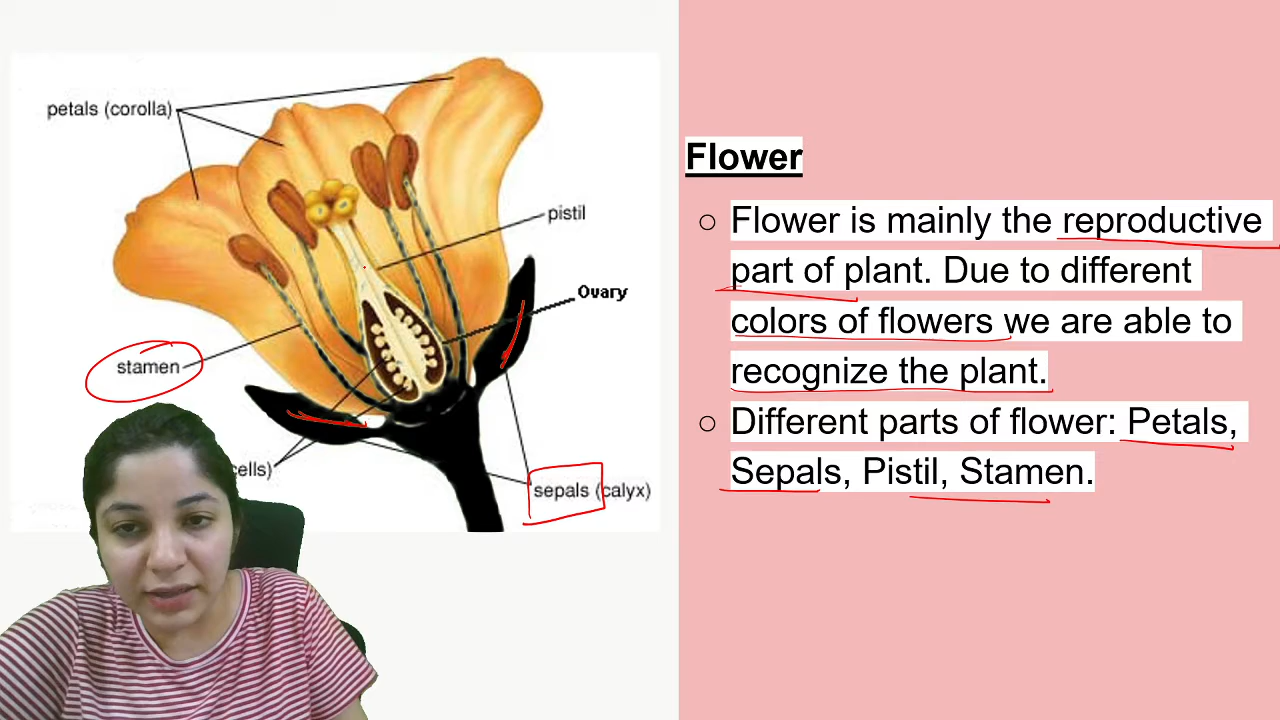 petals (corolla)
pistil
Ovary
stamen
cells)
sepals (calyx)
Flower
Flower is mainly the reproductive
part of plant. Due to different
colors of flowers we are able to
recognize the plant.
Different parts of flower: Petals,
Sepals, Pistil, Stamen.